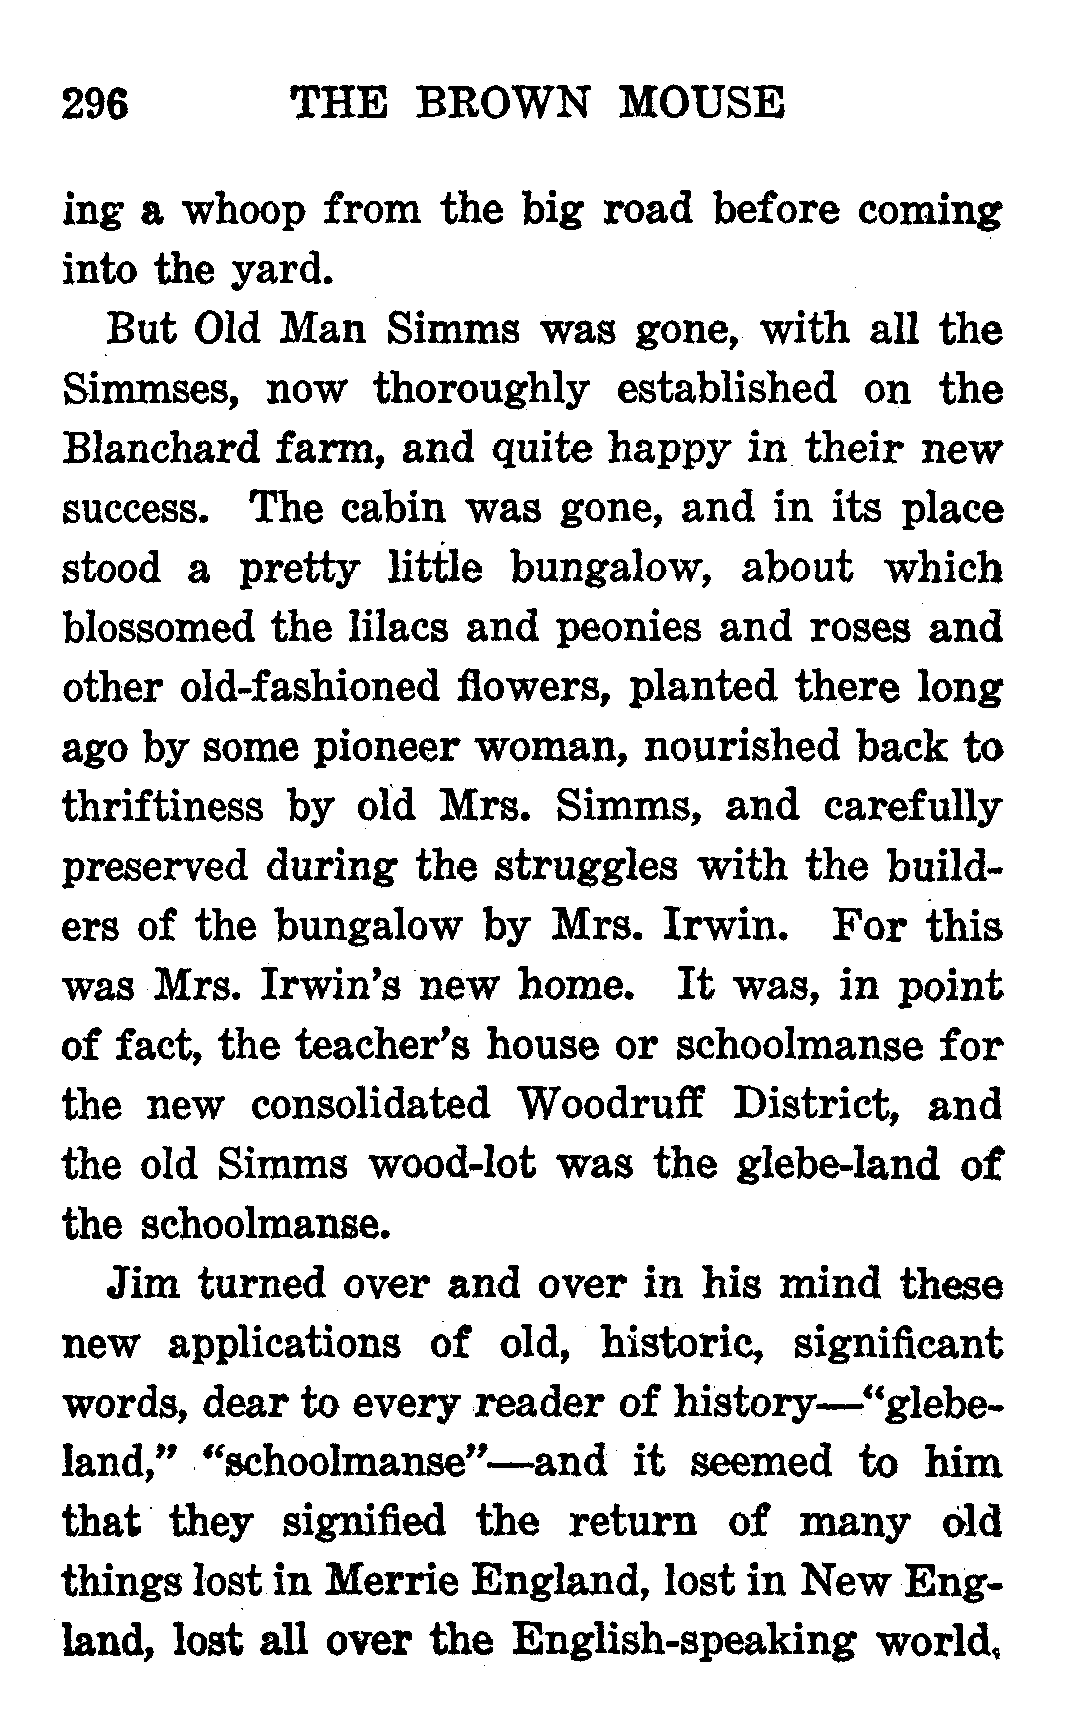 296 THE BROWN MOUSE
ing a whoop from the big road before coming
into the yard.
But Old Man Simms was gone, with all the
Simmses, now thoroughly established on the
Blanchard farm, and quite happy in their new
success. The cabin was gone, and in its place
stood a pretty little bungalow, about which
blossomed the lilacs and peonies and roses and
other old-fashioned flowers, planted there long
ago by some pioneer woman, nourished back to
thriftiness by old Mrs. Simms, and carefully
preserved during the struggles with the build-
ers of the bungalow by Mrs. Irwin. For this
was Mrs. Irwin's new home. It was, in point
of fact, the teacher's house or schoolmanse for
the new consolidated Woodruff District, and
the old Simms wood-lot was the glebe-land of
the schoolmanse.
Jim turned over and over in his mind these
new applications of old, historic, significant
words, dear to every reader of history—"glebe-
land," "schoolmanse"—and it seemed to him
that they signified the return of many old
things lost in Merrie England, lost in New Eng-
land, lost all over the English-speaking world,